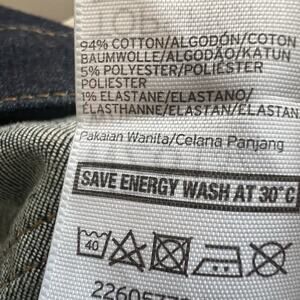 94% COTTON/ALGODÓN/COTON
BAUMWOLLE/ALGODÃO/KATUN
5% POLYESTER/POLIÉSTER
POLIESTER
1% ELASTANE/ELASTANO/
ÉLASTHANNE/ELASTAN/ELASTAN
Pakaian Wanita/Celana Panjang
SAVE ENERGY WASH AT 30°C
40